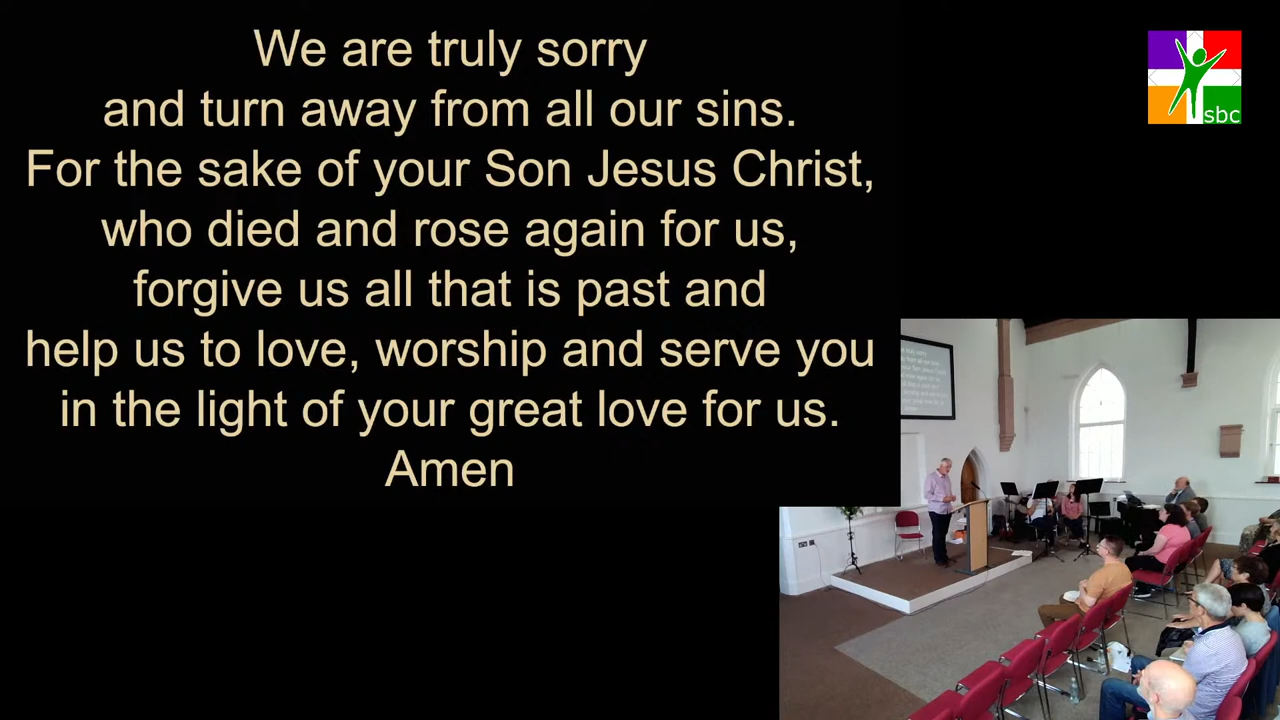 We are truly sorry
and turn away from all our sins.
For the sake of your Son Jesus Christ,
who died and rose again for us,
forgive us all that is past and
help us to love, worship and serve you
in the light of your great love for us.
Amen
sbc